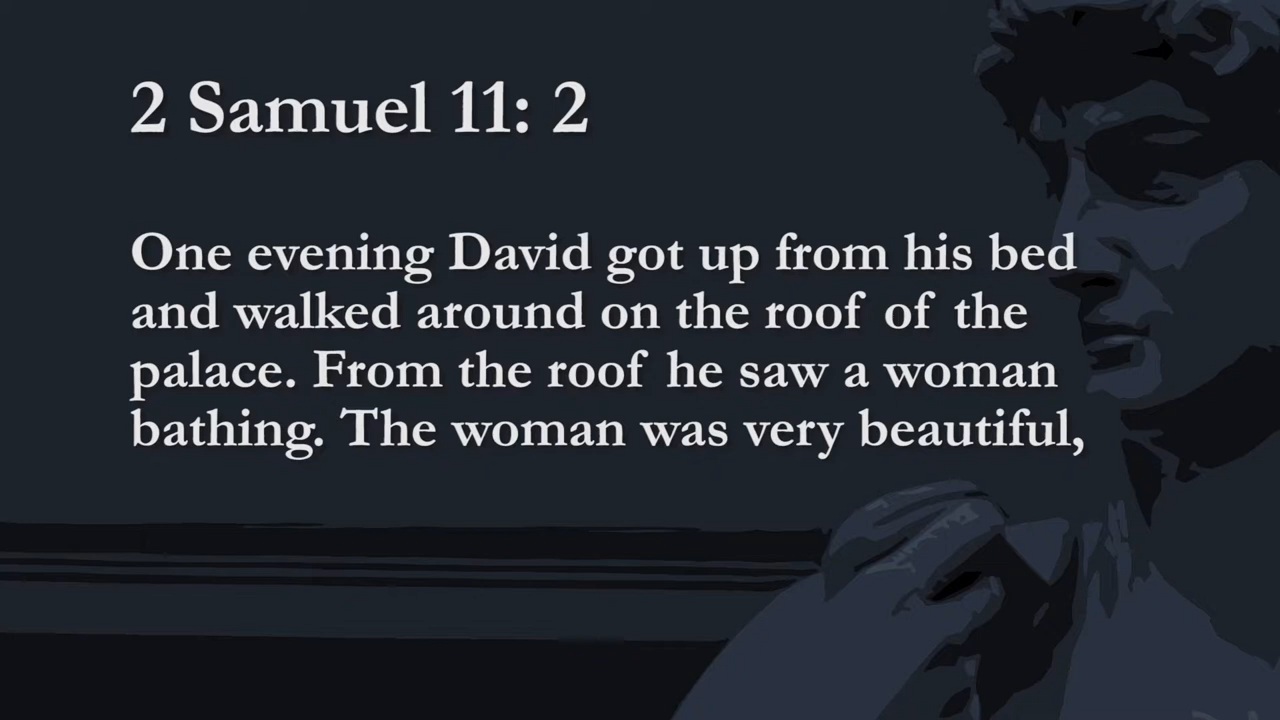 2 Samuel 11: 2
One evening David got up from his bed
and walked around on the roof of the
palace. From the roof he saw a woman
bathing. The woman was very beautiful,